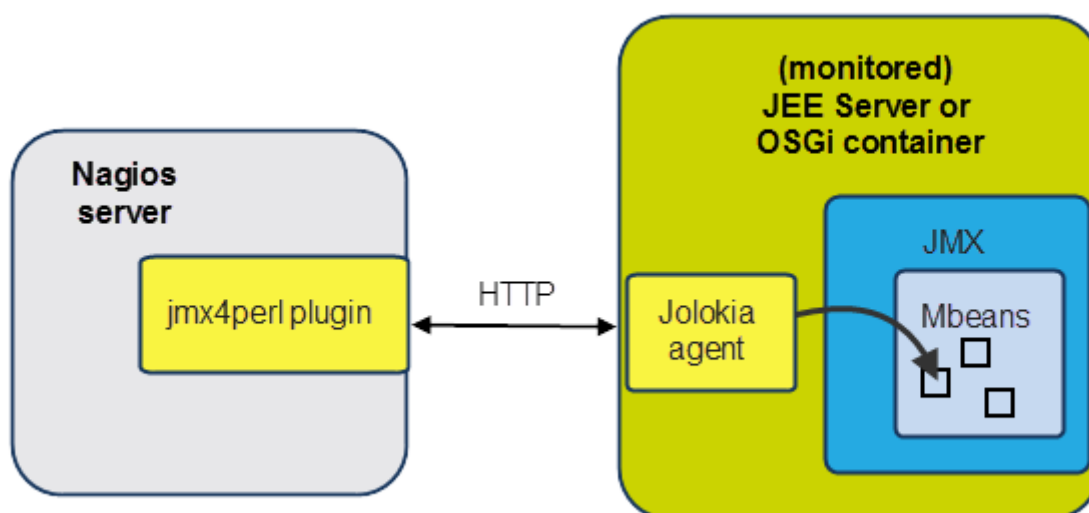 Nagios
server
jmx4perl plugin
HTTP
(monitored)
JEE Server or
OSGi container
Jolokia
agent
JMX
Mbeans